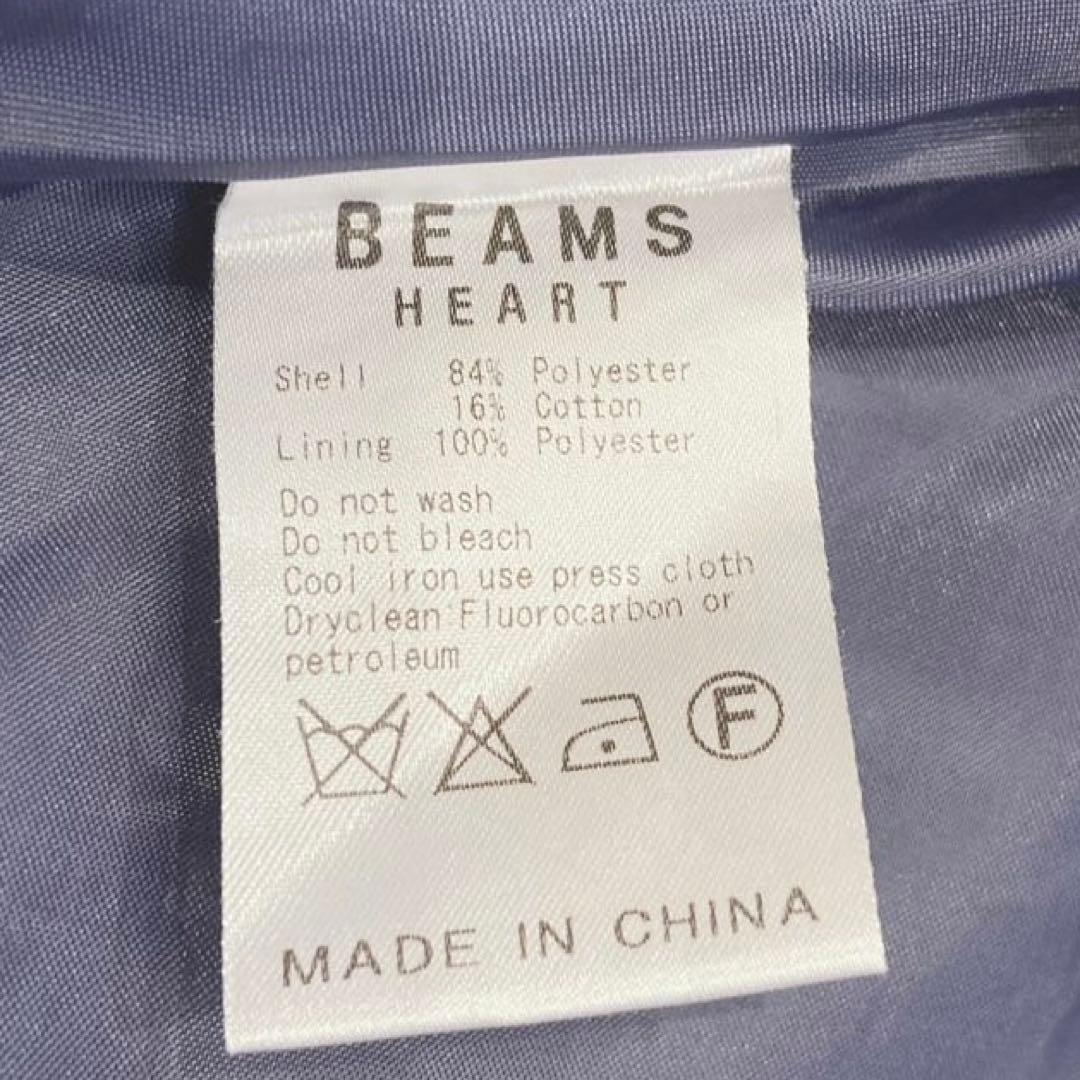 BEAMS
HEART
Shell 84% Polyester
16% Cotton
Lining 100% Polyester
Do not wash
Do not bleach
Cool iron use press cloth
Dryclean Fluorocarbon or
petroleum
F
MADE IN CHINA